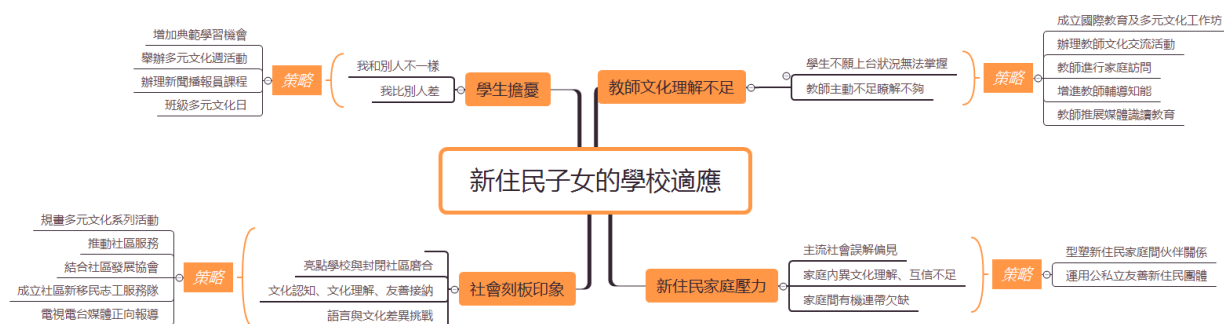 新住民子女的學校適應
學生擔憂
我和別人不一樣
我比別人差
策略
增加典範學習機會
舉辦多元文化週活動
辦理新聞播報員課程
班級多元文化日
教師文化理解不足
學生不願上台狀況無法掌握
教師主動不足瞭解不夠
策略
成立國際教育及多元文化工作坊
辦理教師文化交流活動
教師進行家庭訪問
增進教師輔導知能
教師推展媒體識讀教育
社會刻板印象
亮點學校與封閉社區磨合
文化認知、文化理解、友善接納
語言與文化差異挑戰
策略
規畫多元文化系列活動
推動社區服務
結合社區發展協會
成立社區新移民志工服務隊
電視電台媒體正向報導
新住民家庭壓力
主流社會誤解偏見
家庭內異文化理解、互信不足
家庭間有機連帶欠缺
策略
型塑新住民家庭間伙伴關係
運用公私立友善新住民團體